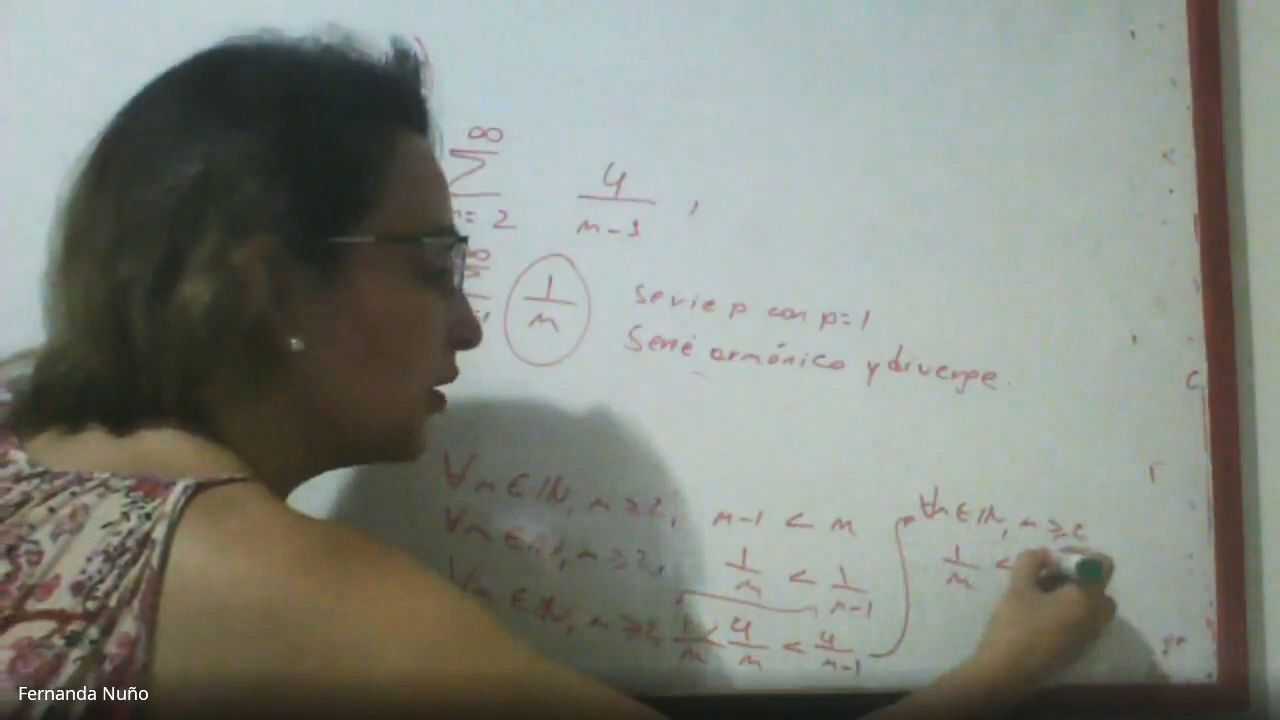 ∞
Σ 4/(n-1) ,
n= 2
∞
1/n serie p con p=1
Serie armónica y diverge.
∀n∈ℕ, n≥2, n-1 < n
∀n∈ℕ, n≥2, 1/n < 1/(n-1)
∀n∈ℕ, n≥2, 1/n < 4/n < 4/(n-1)
∀n∈ℕ, n≥2
1/n <
Fernanda Nuño